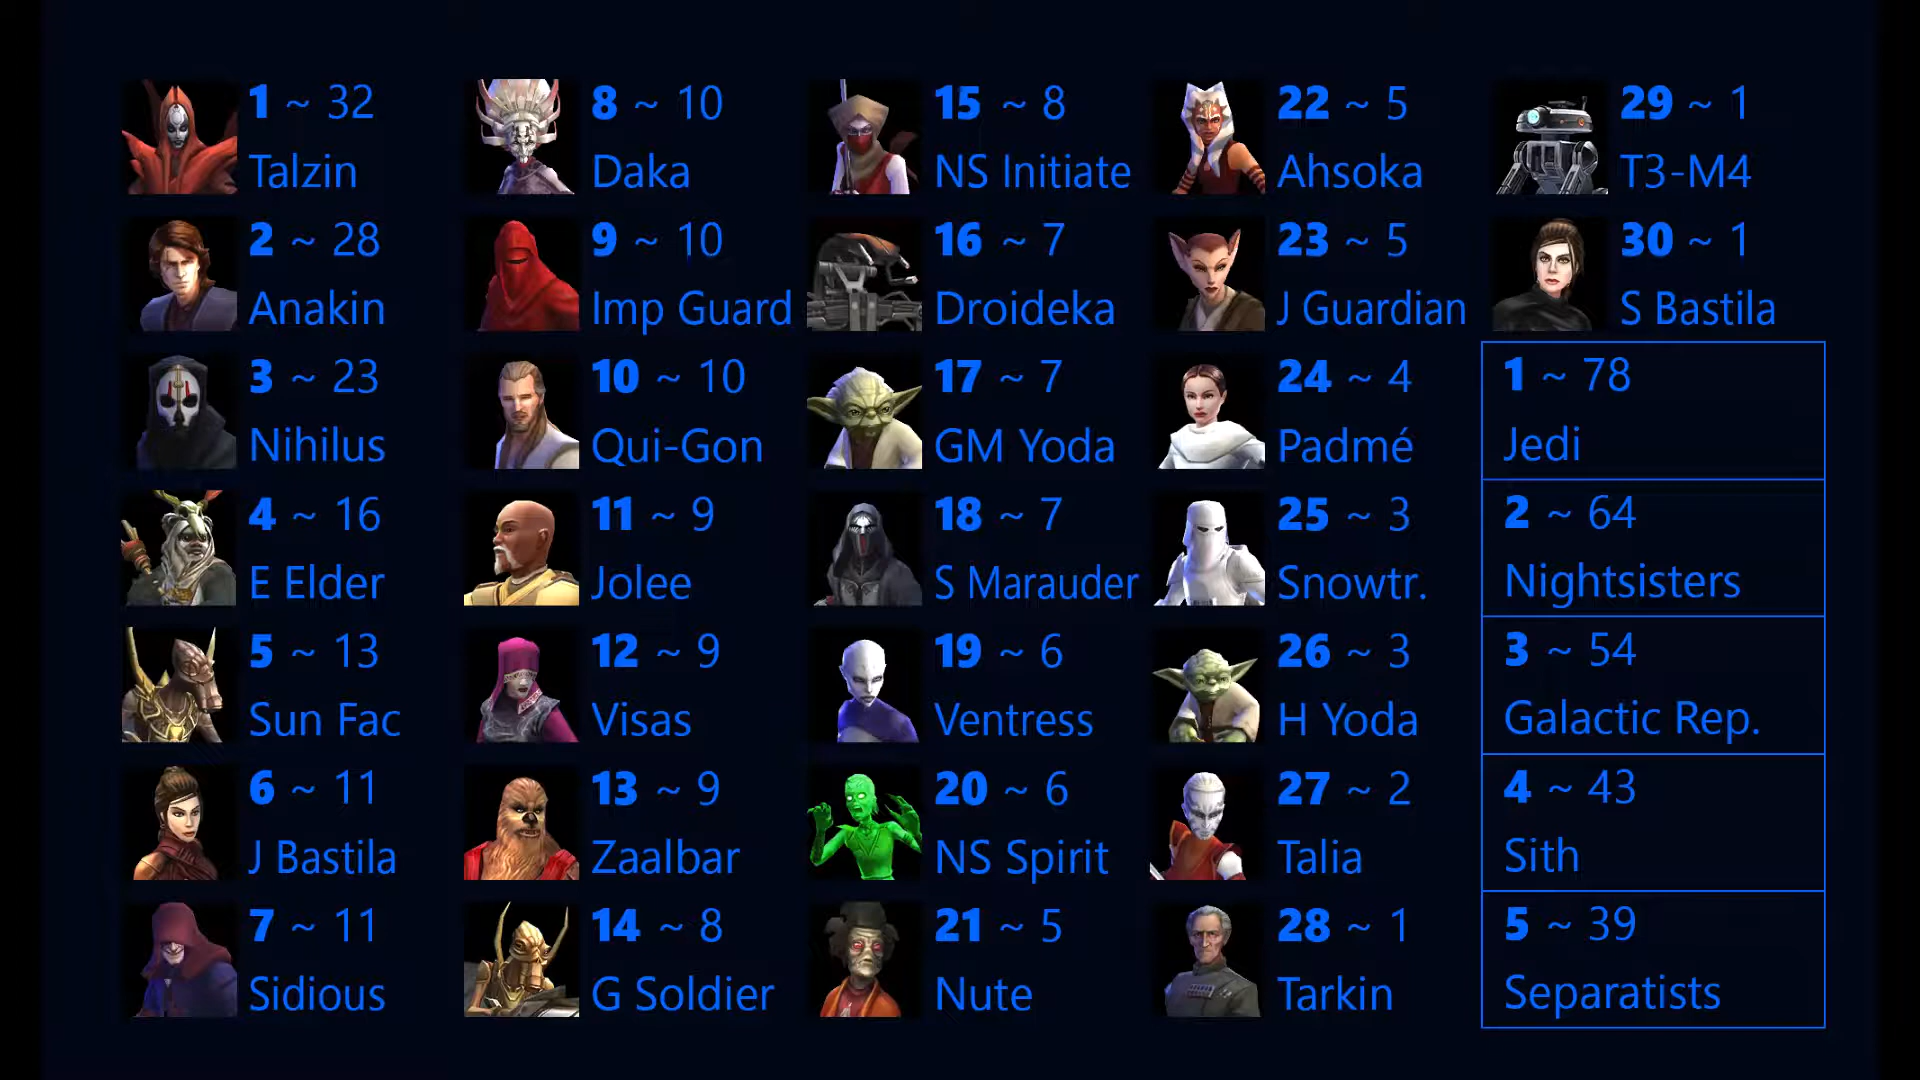 1 ~ 32
Talzin
2 ~ 28
Anakin
3 ~ 23
Nihilus
4 ~ 16
E Elder
5 ~ 13
Sun Fac
6 ~ 11
J Bastila
7 ~ 11
Sidious
8 ~ 10
Daka
9 ~ 10
Imp Guard
10 ~ 10
Qui-Gon
11 ~ 9
Jolee
12 ~ 9
Visas
13 ~ 9
Zaalbar
14 ~ 8
G Soldier
15 ~ 8
NS Initiate
16 ~ 7
Droideka
17 ~ 7
GM Yoda
18 ~ 7
S Marauder
19 ~ 6
Ventress
20 ~ 6
NS Spirit
21 ~ 5
Nute
22 ~ 5
Ahsoka
23 ~ 5
J Guardian
24 ~ 4
Padmé
25 ~ 3
Snowtr.
26 ~ 3
H Yoda
27 ~ 2
Talia
28 ~ 1
Tarkin
29 ~ 1
T3-M4
30 ~ 1
S Bastila
1 ~ 78
Jedi
2 ~ 64
Nightsisters
3 ~ 54
Galactic Rep.
4 ~ 43
Sith
5 ~ 39
Separatists